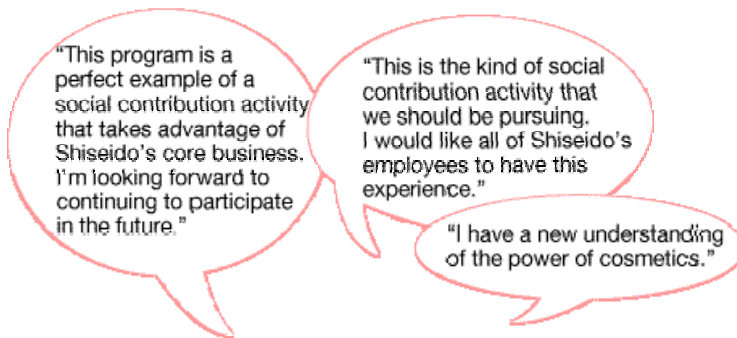 “This program is a
perfect example of a
social contribution activity
that takes advantage of
Shiseido’s core business.
I’m looking forward to
continuing to participate
in the future.”
“This is the kind of social
contribution activity that
we should be pursuing.
I would like all of Shiseido’s
employees to have this
experience.”
“I have a new understanding
of the power of cosmetics.”